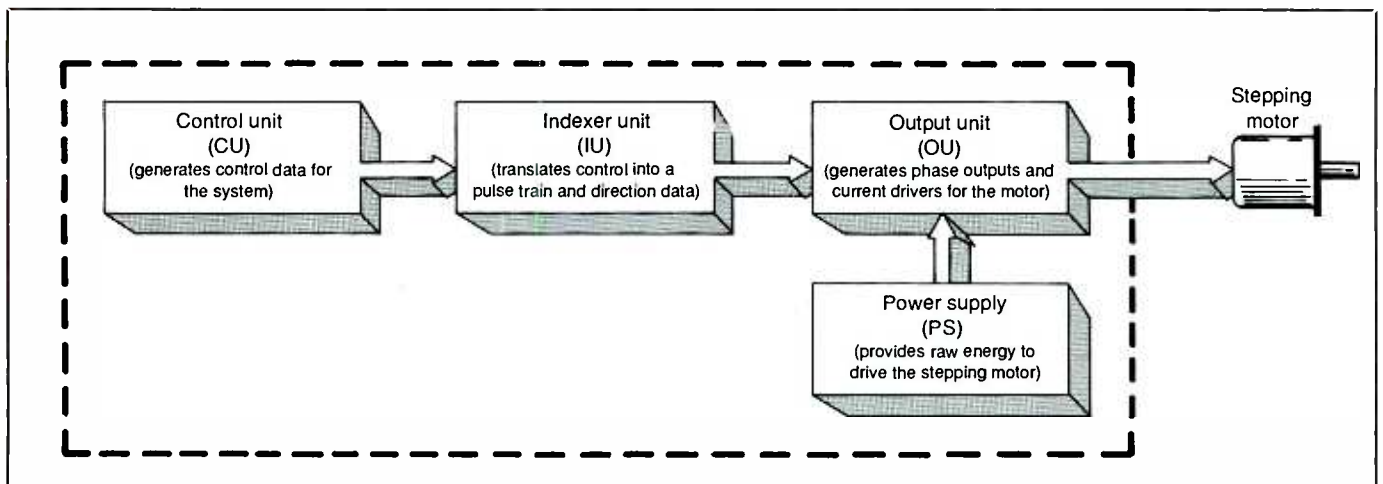 Control unit
(CU)
(generates control data for
the system)
Indexer unit
(IU)
(translates control into a
pulse train and direction data)
Output unit
(OU)
(generates phase outputs and
current drivers for the motor)
Stepping
motor
Power supply
(PS)
(provides raw energy to
drive the stepping motor)